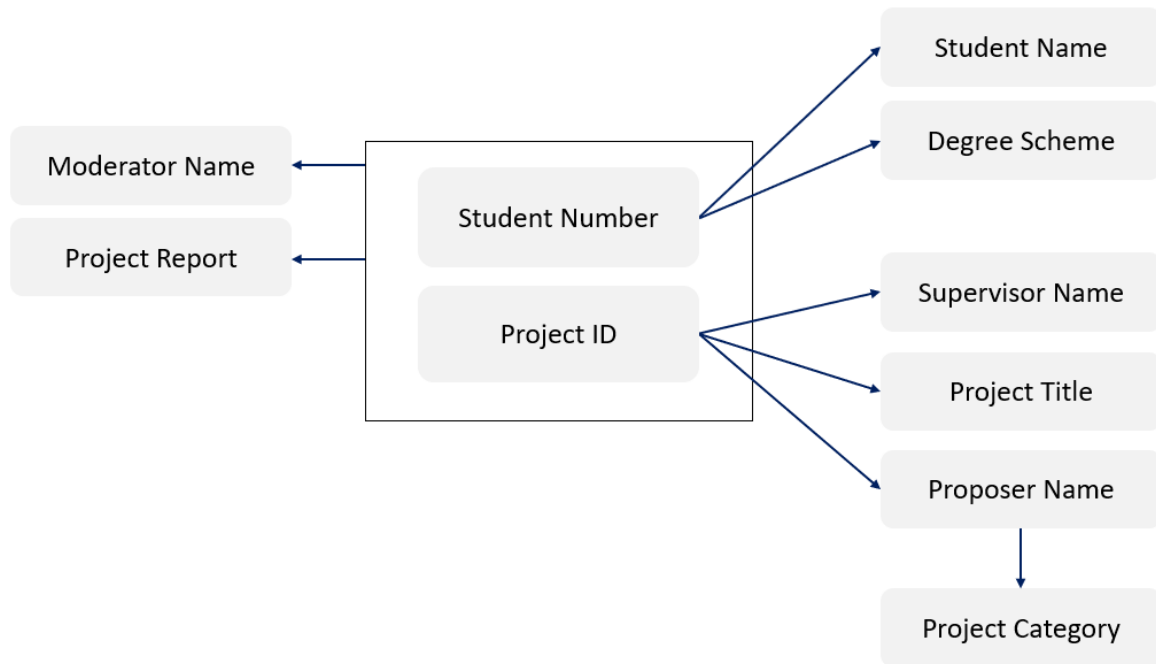 Student Name
Degree Scheme
Moderator Name
Student Number
Project Report
Supervisor Name
Project ID
Project Title
Proposer Name
Project Category